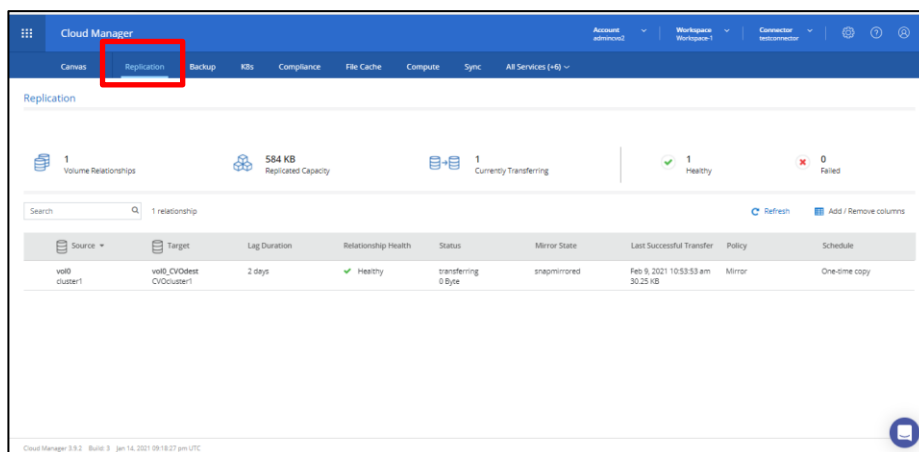 Cloud Manager
Account
admincvs2
Workspace
Workspace-1
Connector
testconnector
Canvas
Replication
Backup
K8s
Compliance
File Cache
Compute
Sync
All Services (+6)
Replication
1
Volume Relationships
584 KB
Replicated Capacity
1
Currently Transferring
1
Healthy
0
Failed
Search
1 relationship
Refresh
Add / Remove columns
Source
Target
Lag Duration
Relationship Health
Status
Mirror State
Last Successful Transfer
Policy
Schedule
vol0
cluster1
vol0_CVOdest
CVOcluster1
2 days
Healthy
transferring
0 Byte
snapmirrored
Feb 9, 2021 10:53:53 am
30.25 KB
Mirror
One-time copy
Cloud Manager 3.9.2 Build: 3 Jan 14, 2021 09:18:27 pm UTC